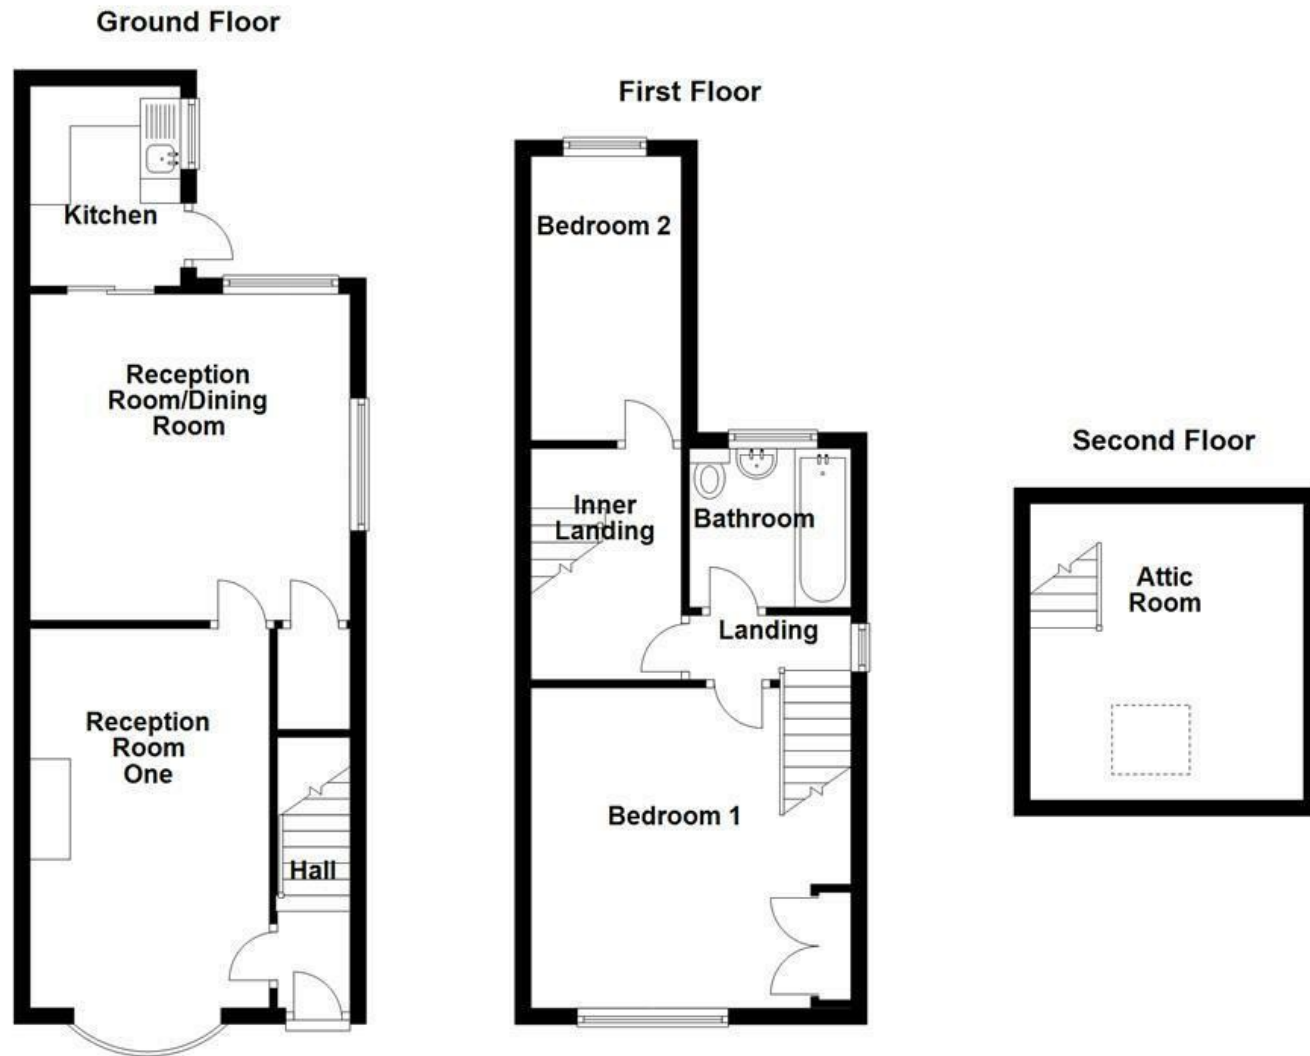 Ground Floor
Kitchen
Reception
Room/Dining
Room
Reception
Room
One
Hall
First Floor
Bedroom 2
Inner
Landing
Bathroom
Landing
Bedroom 1
Second Floor
Attic
Room